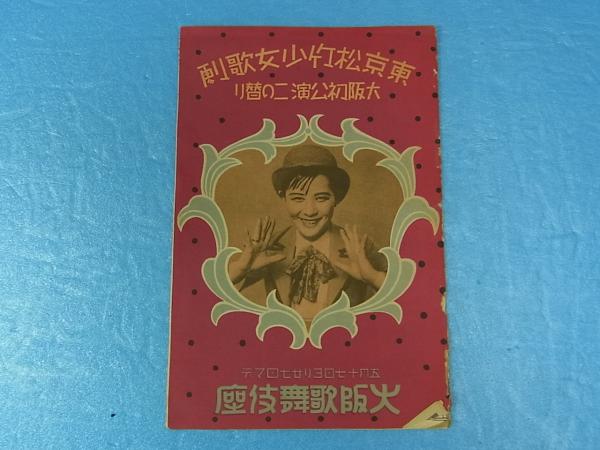 東京松竹少女歌劇
大阪初公演二の替り
五月十七日ヨリ廿七日マデ
大阪歌舞伎座